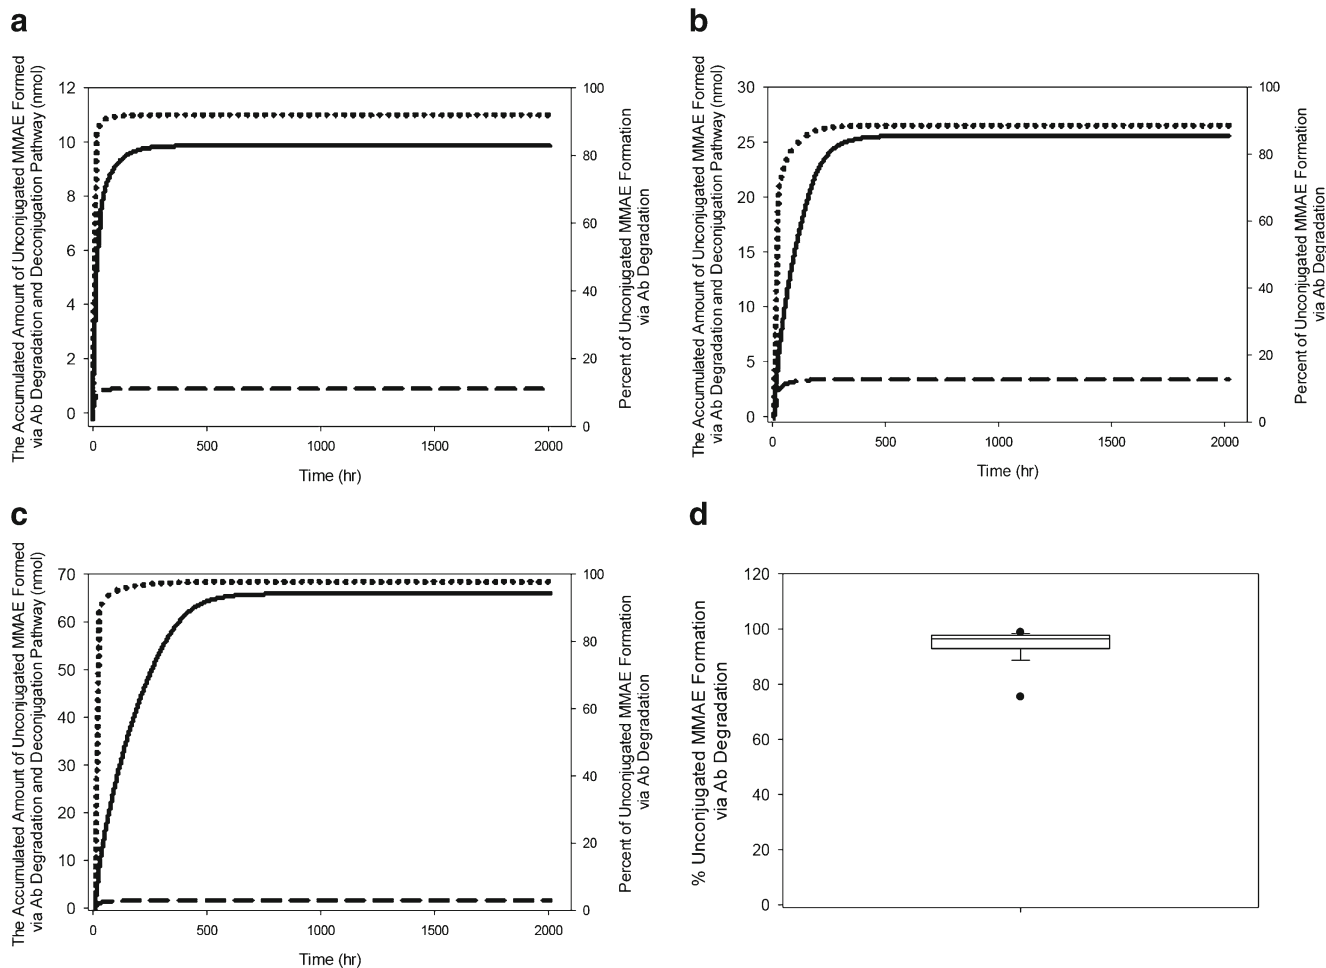 a
The Accumulated Amount of Unconjugated MMAE Formed
via Ab Degradation and Deconjugation Pathway (nmol)
12
10
8
6
4
2
0
100
80
60
40
20
0
Percent of Unconjugated MMAE Formation
via Ab Degradation
0
500
1000
1500
2000
Time (hr)
b
The Accumulated Amount of Unconjugated MMAE Formed
via Ab Degradation and Deconjugation Pathway (nmol)
30
25
20
15
10
5
0
100
80
60
40
20
0
Percent of Unconjugated MMAE Formation
via Ab Degradation
0
500
1000
1500
2000
Time (hr)
c
The Accumulated Amount of Unconjugated MMAE Formed
via Ab Degradation and Deconjugation Pathway (nmol)
70
60
50
40
30
20
10
0
100
80
60
40
20
0
Percent of Unconjugated MMAE Formation
via Ab Degradation
0
500
1000
1500
2000
Time (hr)
d
% Unconjugated MMAE Formation
via Ab Degradation
120
100
80
60
40
20
0